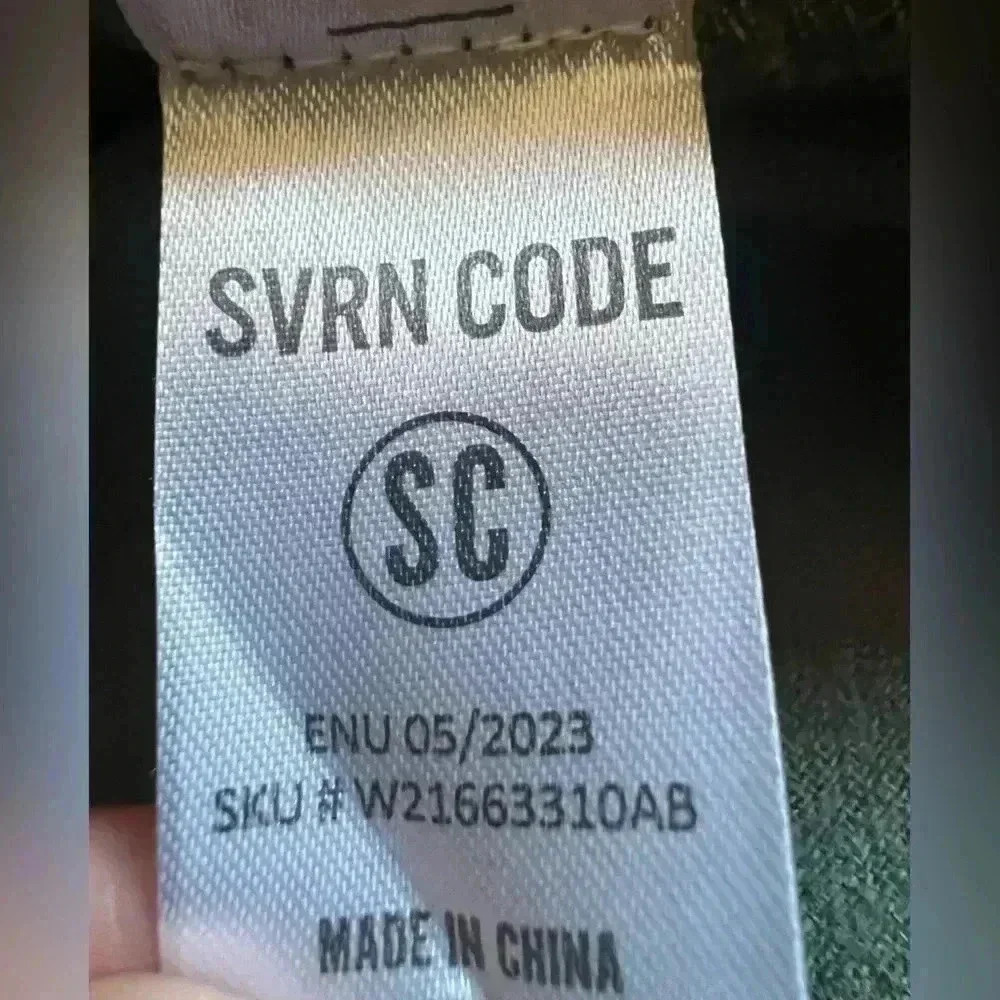 SVRN CODE
SC
ENU 05/2023
SKU # W21663310AB
MADE IN CHINA